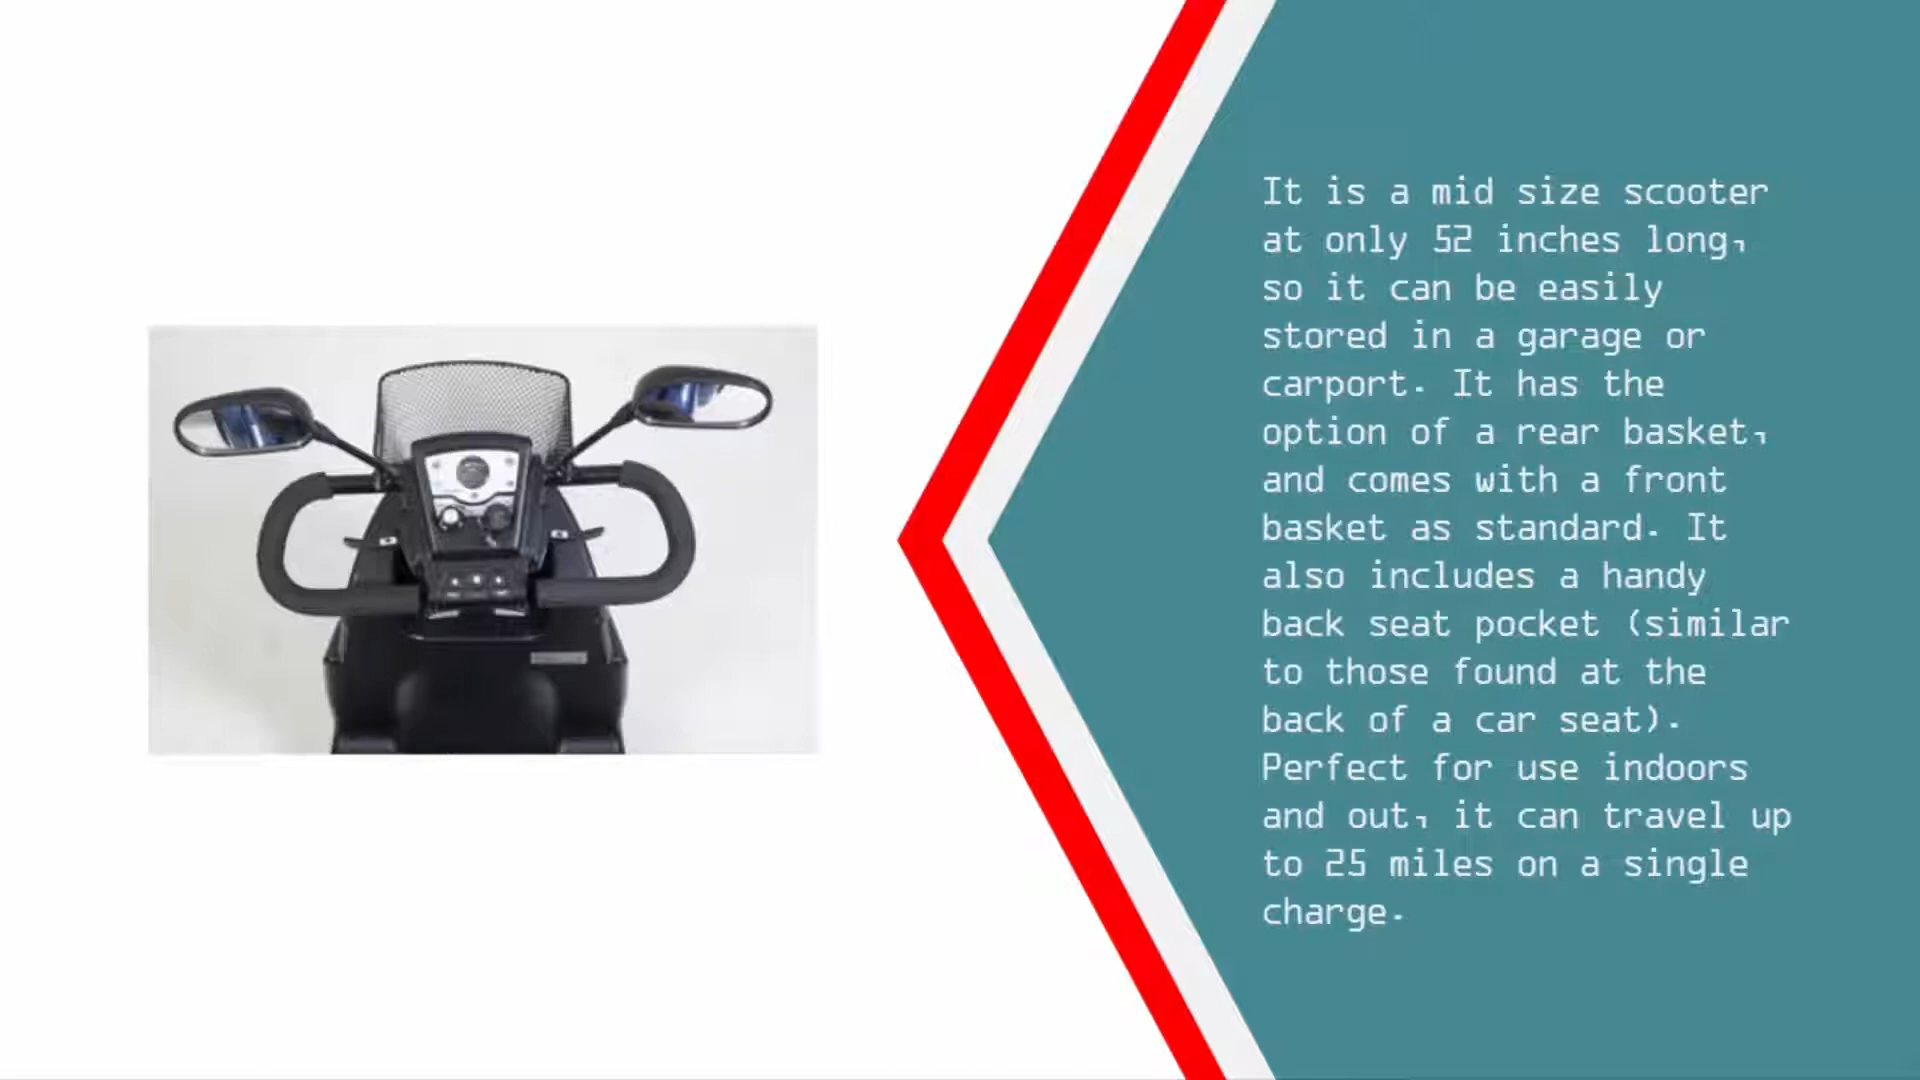 It is a mid size scooter
at only 52 inches long,
so it can be easily
stored in a garage or
carport. It has the
option of a rear basket,
and comes with a front
basket as standard. It
also includes a handy
back seat pocket (similar
to those found at the
back of a car seat).
Perfect for use indoors
and out, it can travel up
to 25 miles on a single
charge.